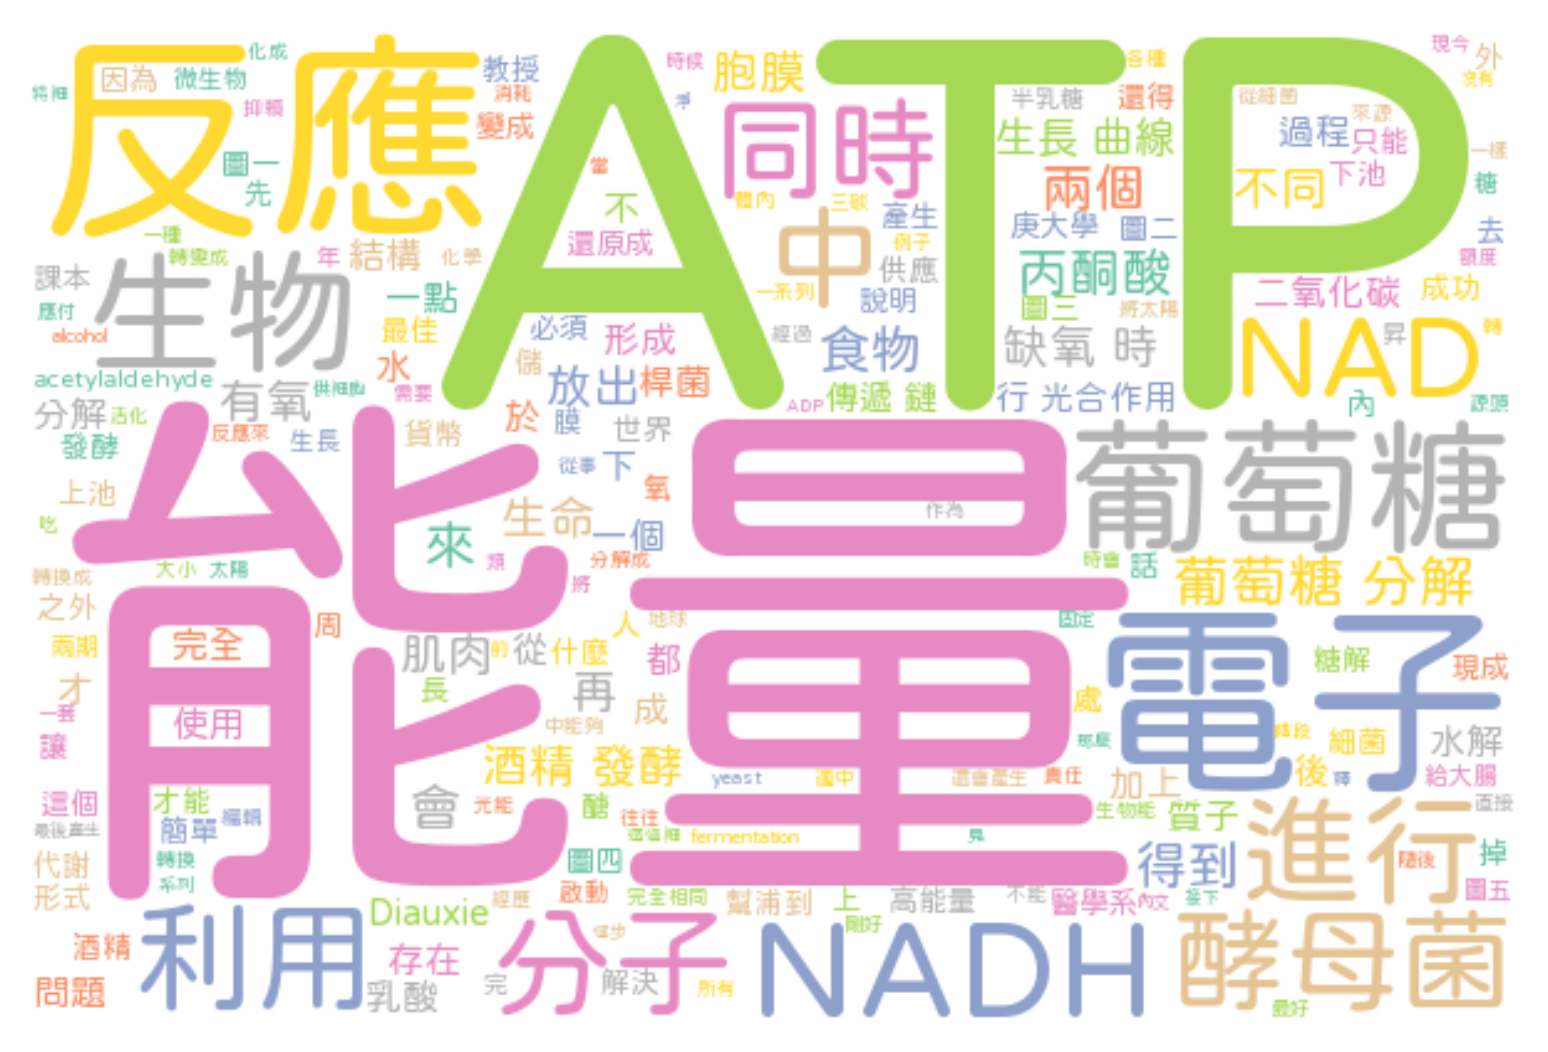 反應
ATP
化成
因為
微生物
教授
消耗
變成
將細
抑賴
圖一
先
時候
胞膜
各種
現今
外
沒有
同時
半乳糖
還得
從細菌
來源
過程
只能
一樣
生長 曲線
當
不
還原成
體內
三碳
產生
例子
兩個
不同
下池
糖
庚大學
圖二
去
額度
一種
轉變成
年
結構
化學
中
供應
丙酮酸
課本
生物
一點
一系列
說明
圖三
將太陽
二氧化碳
成功
應付
alcohol
最佳
水
必須
形成
經過
食物
缺氧 時
NAD
昇
轉
儲
acetylaldehyde
有氧
供細胞
需要
放出
桿菌
ADP
傳遞 鏈
行 光合作用
內
源頭
分解
活化
反應來
生長
貨幣
於
膜
世界
發酵
能量
葡萄糖
從事
下
氧
上池
吃
生命
一個
作為
來
類
分解成
將
時會
話
葡萄糖 分解
轉換成
大小
太陽
之外
周
人
地球
固定
電子
兩期
完全
肌肉
前
從
什麼
都
糖解
現成
才
長
再
成
處
一套
使用
中能夠
那麼
階段
細菌
水解
讓
酒精 發酵
yeast
還會產生
責任
加上
後
給大腸
這個
才能
會
光能
醣
往往
生物能
質子
直接
最後產生
簡單
編輯
fermentation
見
進行
代謝
轉換
圖四
得到
隨後
掉
形式
系列
啟動
經歷
完全相同
幫浦到
上
高能量
不能
醫學系
內文
接下
圖五
利用
Diauxie
分子
剛好
NADH
酵母菌
酒精
存在
問題
乳酸
完
解決
所有
最好